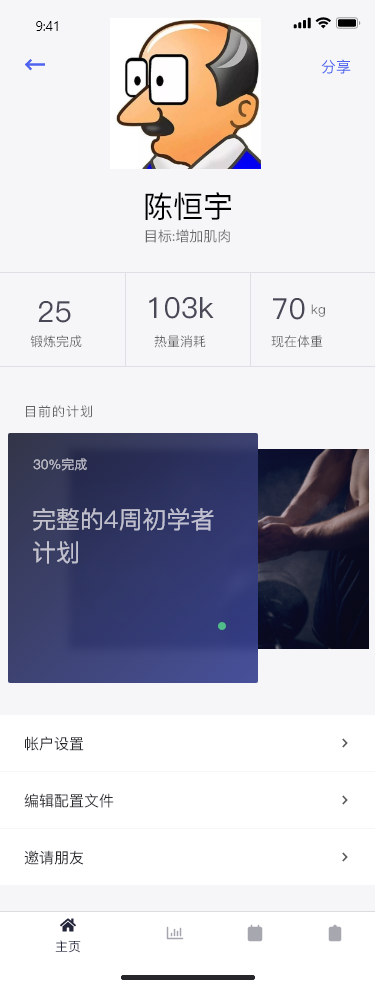 9:41
分享
陈恒宇
目标:增加肌肉
25
103k
70 kg
锻炼完成
热量消耗
现在体重
目前的计划
30%完成
完整的4周初学者
计划
帐户设置
编辑配置文件
邀请朋友
主页